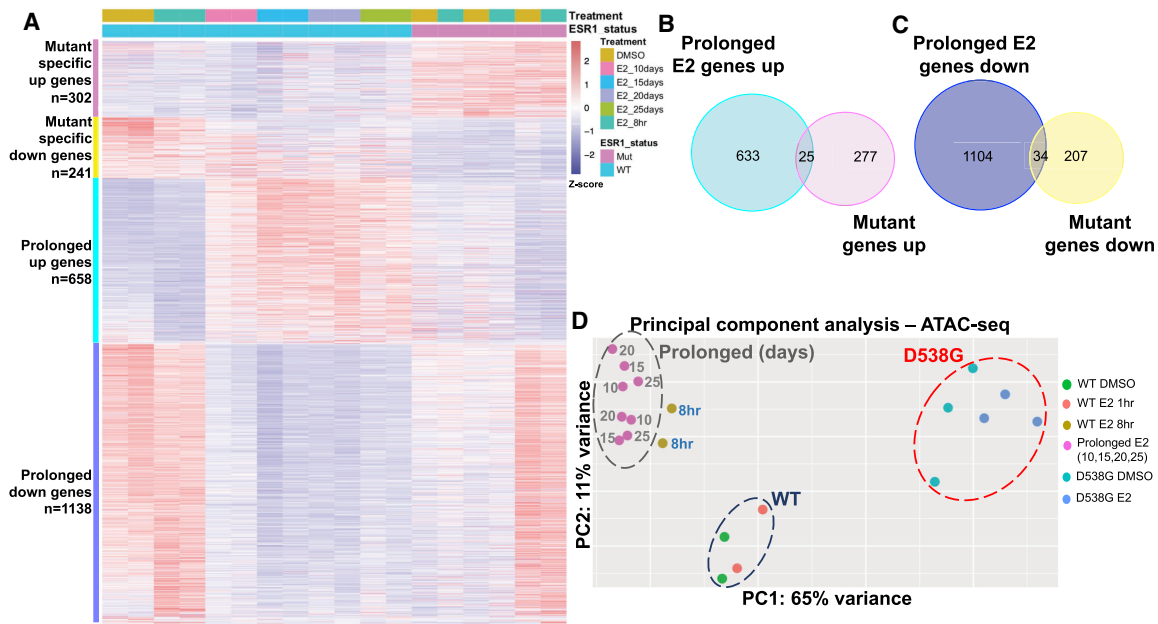 A
Mutant
specific
up genes
n=302
Mutant
specific
down genes
n=241
Prolonged
up genes
n=658
Prolonged
down genes
n=1138
Treatment
ESR1_status
2
1
0
−1
−2
Z-score
Treatment
DMSO
E2_10days
E2_15days
E2_20days
E2_25days
E2_8hr
ESR1_status
Mut
WT
B
Prolonged
E2 genes up
633
25
277
Mutant
genes up
C
Prolonged E2
genes down
1104
34
207
Mutant
genes down
D
Principal component analysis – ATAC-seq
Prolonged (days)
D538G
20
15
25
10
20
10
15
25
8hr
8hr
WT
PC2: 11% variance
PC1: 65% variance
WT DMSO
WT E2 1hr
WT E2 8hr
Prolonged E2
(10,15,20,25)
D538G DMSO
D538G E2